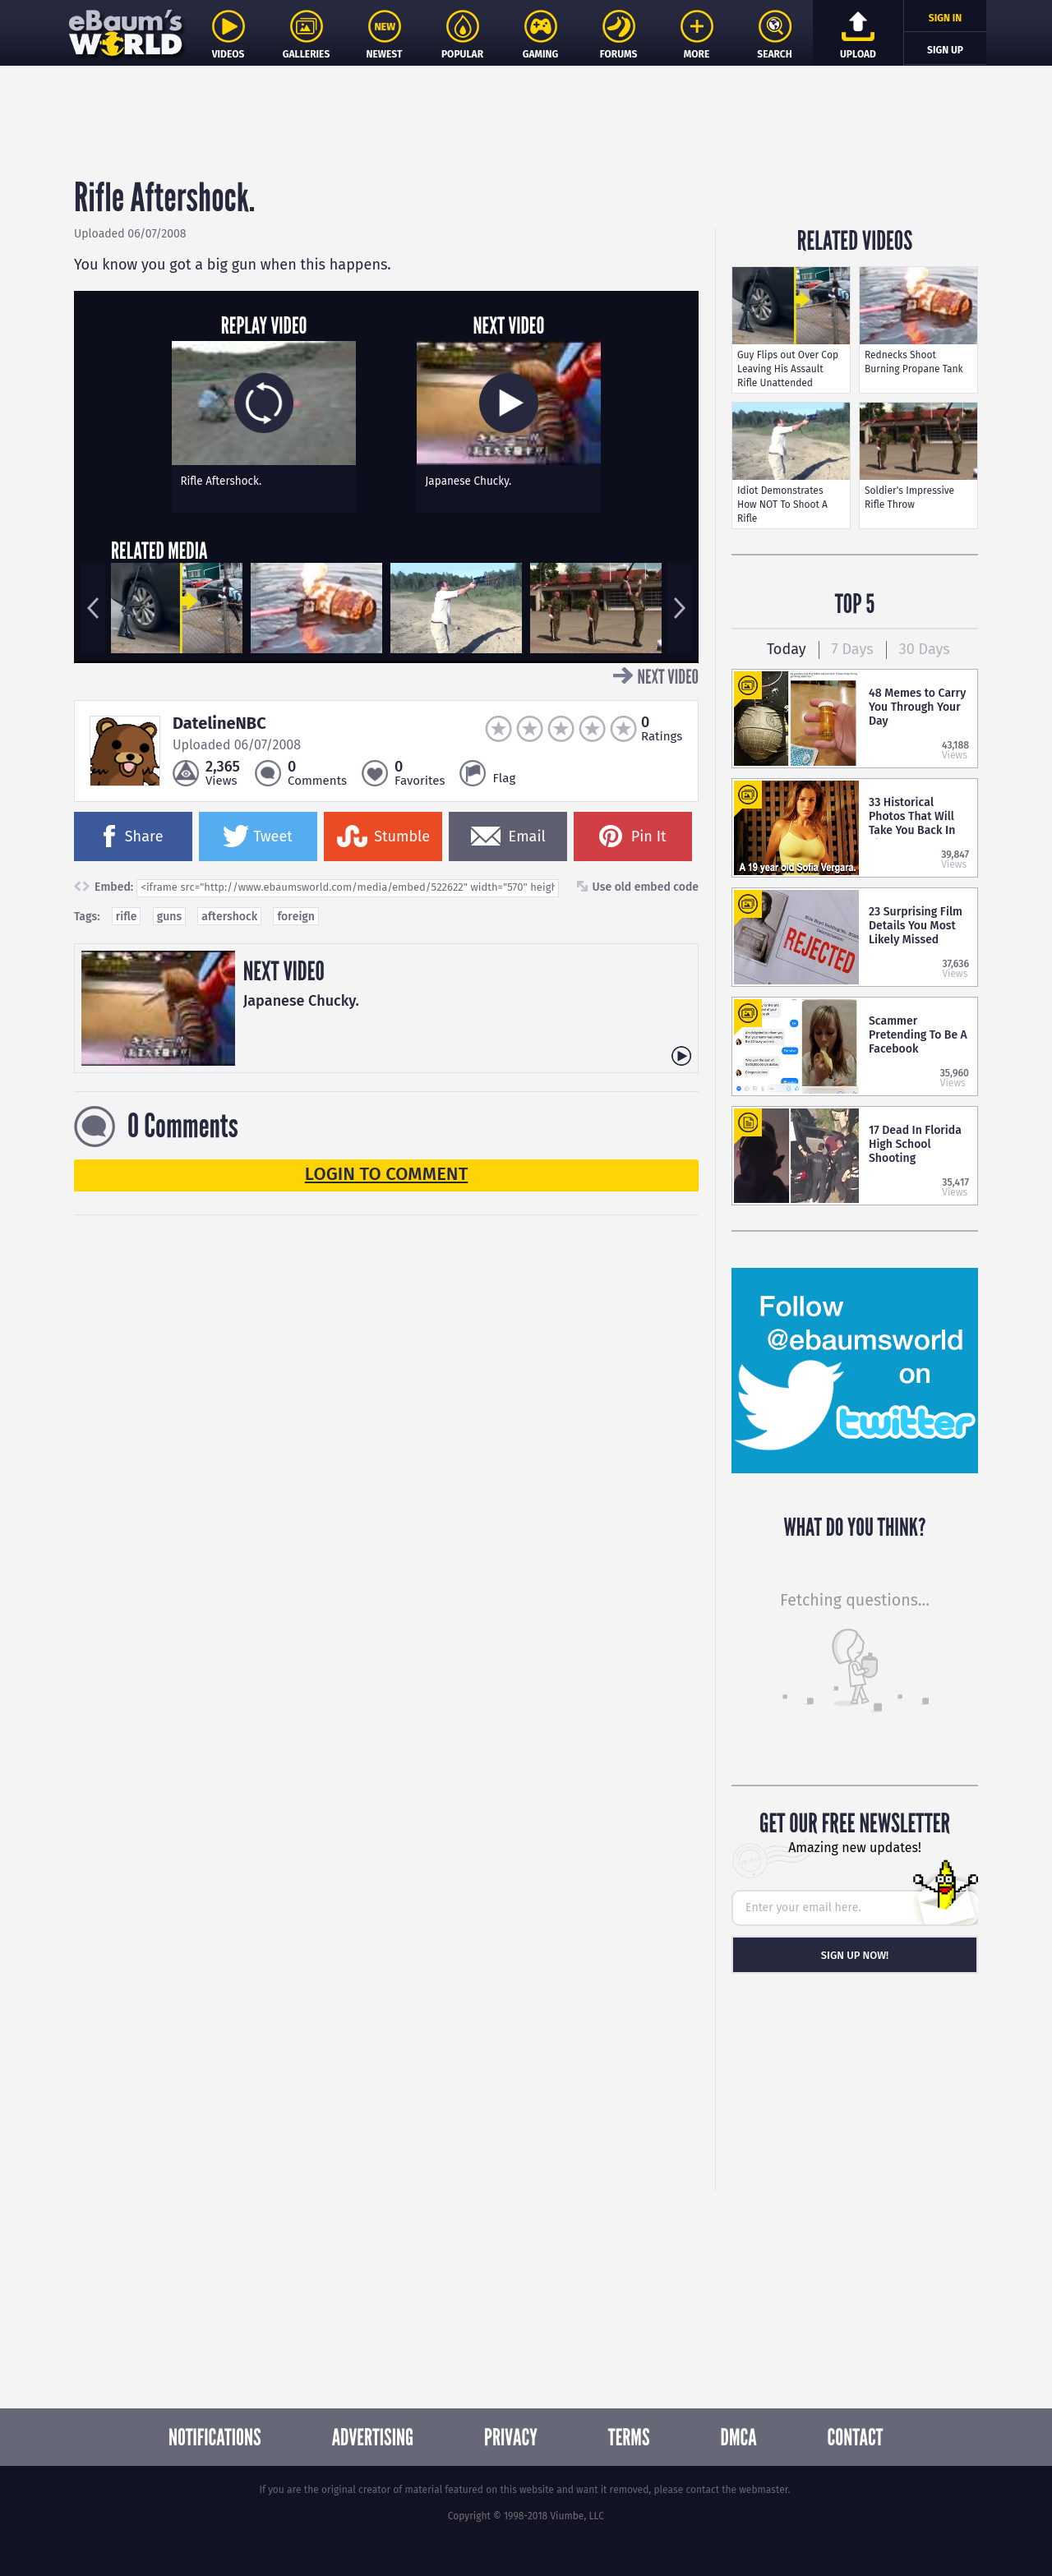 eBaum's
WORLD
VIDEOS
GALLERIES
NEW
NEWEST
POPULAR
GAMING
FORUMS
MORE
SEARCH
UPLOAD
SIGN IN
SIGN UP
Rifle Aftershock.
Uploaded 06/07/2008
You know you got a big gun when this happens.
REPLAY VIDEO
NEXT VIDEO
Rifle Aftershock.
Japanese Chucky.
RELATED MEDIA
NEXT VIDEO
DatelineNBC
Uploaded 06/07/2008
2,365
Views
0
Comments
0
Favorites
Flag
0
Ratings
Share
Tweet
Stumble
Email
Pin It
Embed:
<iframe src="http://www.ebaumsworld.com/media/embed/522622" width="570" heigh
Use old embed code
Tags:
rifle
guns
aftershock
foreign
NEXT VIDEO
Japanese Chucky.
0 Comments
LOGIN TO COMMENT
RELATED VIDEOS
Guy Flips out Over Cop
Leaving His Assault
Rifle Unattended
Rednecks Shoot
Burning Propane Tank
Idiot Demonstrates
How NOT To Shoot A
Rifle
Soldier's Impressive
Rifle Throw
TOP 5
Today
7 Days
30 Days
48 Memes to Carry
You Through Your
Day
43,188
Views
A 19 year old Sofia Vergara.
33 Historical
Photos That Will
Take You Back In
39,847
Views
REJECTED
23 Surprising Film
Details You Most
Likely Missed
37,636
Views
Scammer
Pretending To Be A
Facebook
35,960
Views
17 Dead In Florida
High School
Shooting
35,417
Views
Follow
@ebaumsworld
on
twitter
WHAT DO YOU THINK?
Fetching questions...
GET OUR FREE NEWSLETTER
Amazing new updates!
Enter your email here.
SIGN UP NOW!
NOTIFICATIONS
ADVERTISING
PRIVACY
TERMS
DMCA
CONTACT
If you are the original creator of material featured on this website and want it removed, please contact the webmaster.
Copyright © 1998-2018 Viumbe, LLC